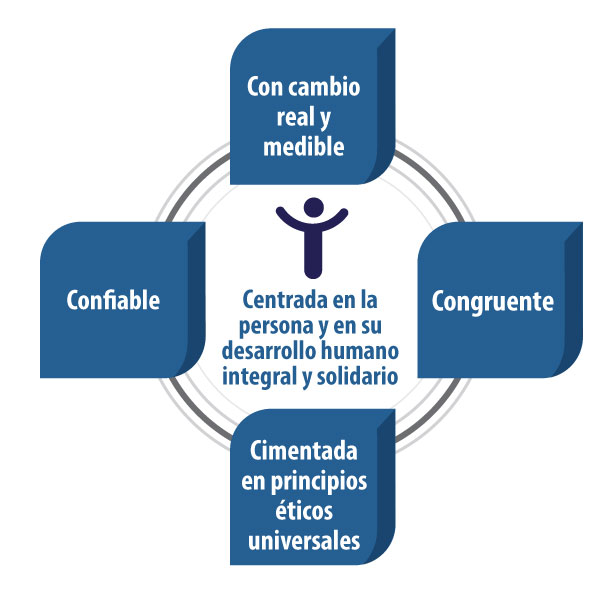 Con cambio
real y
medible
Confiable
Centrada en la
persona y en su
desarrollo humano
integral y solidario
Congruente
Cimentada
en principios
éticos
universales